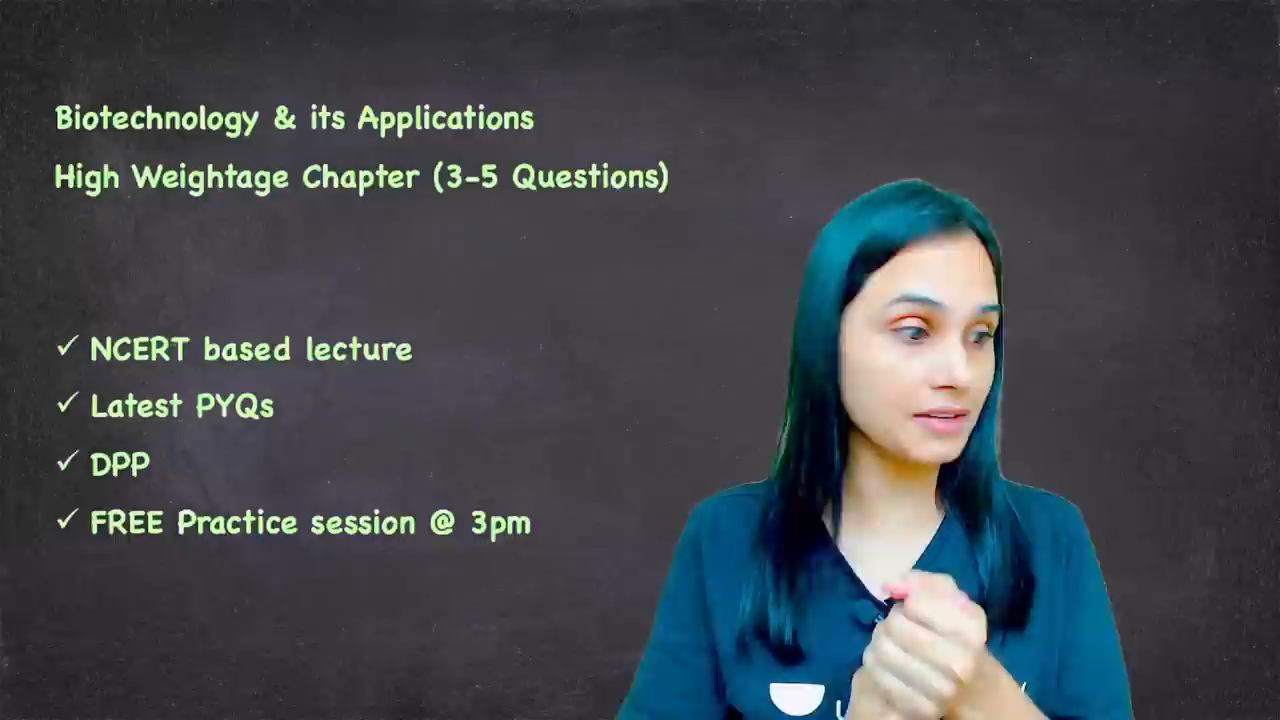 Biotechnology & its Applications
High Weightage Chapter (3-5 Questions)
✓ NCERT based lecture
✓ Latest PYQs
✓ DPP
✓ FREE Practice session @ 3pm